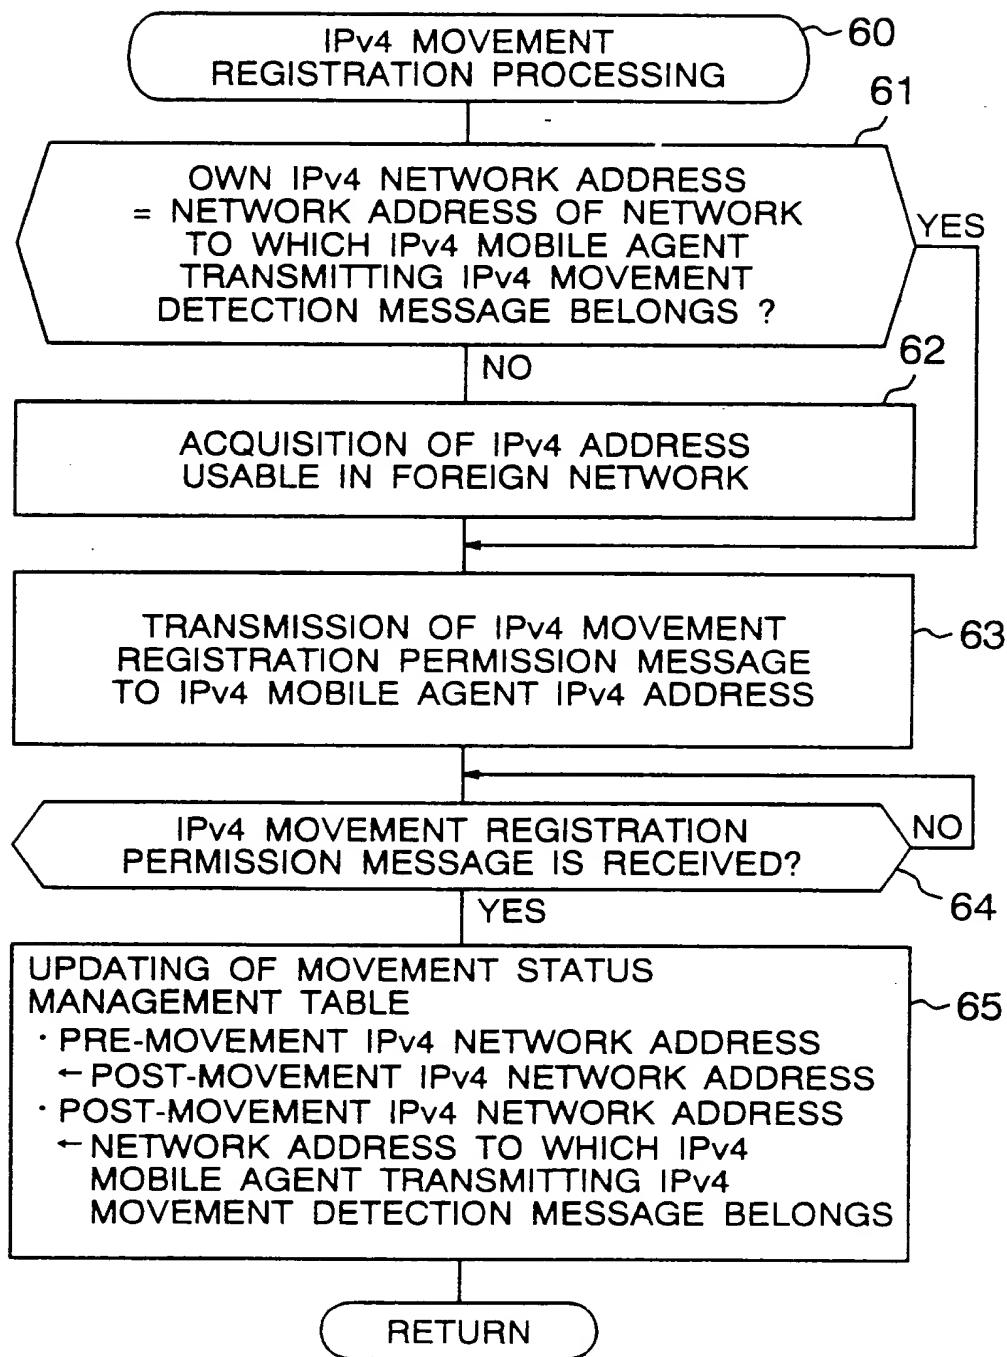 IPv4 MOVEMENT
REGISTRATION PROCESSING
60
61
OWN IPv4 NETWORK ADDRESS
= NETWORK ADDRESS OF NETWORK
TO WHICH IPv4 MOBILE AGENT
TRANSMITTING IPv4 MOVEMENT
DETECTION MESSAGE BELONGS ?
YES
NO
62
ACQUISITION OF IPv4 ADDRESS
USABLE IN FOREIGN NETWORK
TRANSMISSION OF IPv4 MOVEMENT
REGISTRATION PERMISSION MESSAGE
TO IPv4 MOBILE AGENT IPv4 ADDRESS
63
IPv4 MOVEMENT REGISTRATION
PERMISSION MESSAGE IS RECEIVED?
NO
64
YES
UPDATING OF MOVEMENT STATUS
MANAGEMENT TABLE
65
· PRE-MOVEMENT IPv4 NETWORK ADDRESS
← POST-MOVEMENT IPv4 NETWORK ADDRESS
· POST-MOVEMENT IPv4 NETWORK ADDRESS
← NETWORK ADDRESS TO WHICH IPv4
MOBILE AGENT TRANSMITTING IPv4
MOVEMENT DETECTION MESSAGE BELONGS
RETURN